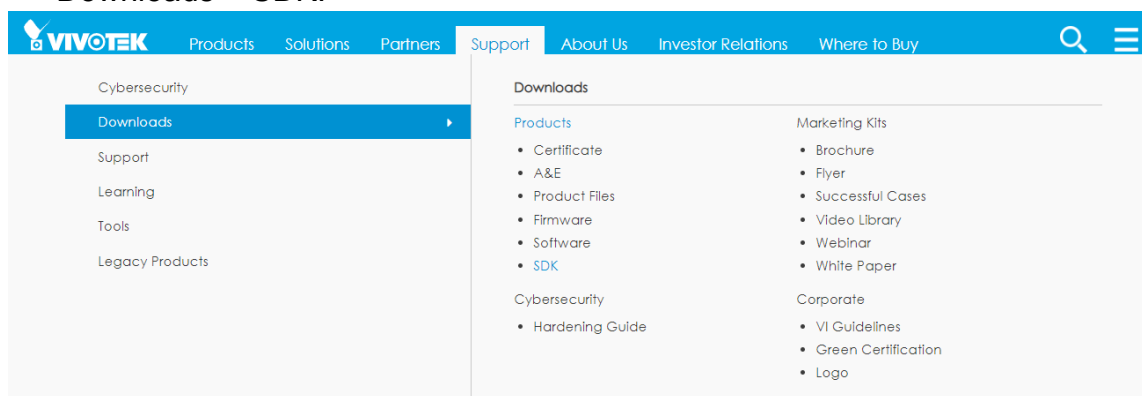 Downloads SDK.
VIVOTEK Products Solutions Partners Support About Us Investor Relations Where to Buy
Cybersecurity
Downloads
Support
Learning
Tools
Legacy Products
Downloads
Products
• Certificate
• A&E
• Product Files
• Firmware
• Software
• SDK
Cybersecurity
• Hardening Guide
Marketing Kits
• Brochure
• Flyer
• Successful Cases
• Video Library
• Webinar
• White Paper
Corporate
• VI Guidelines
• Green Certification
• Logo